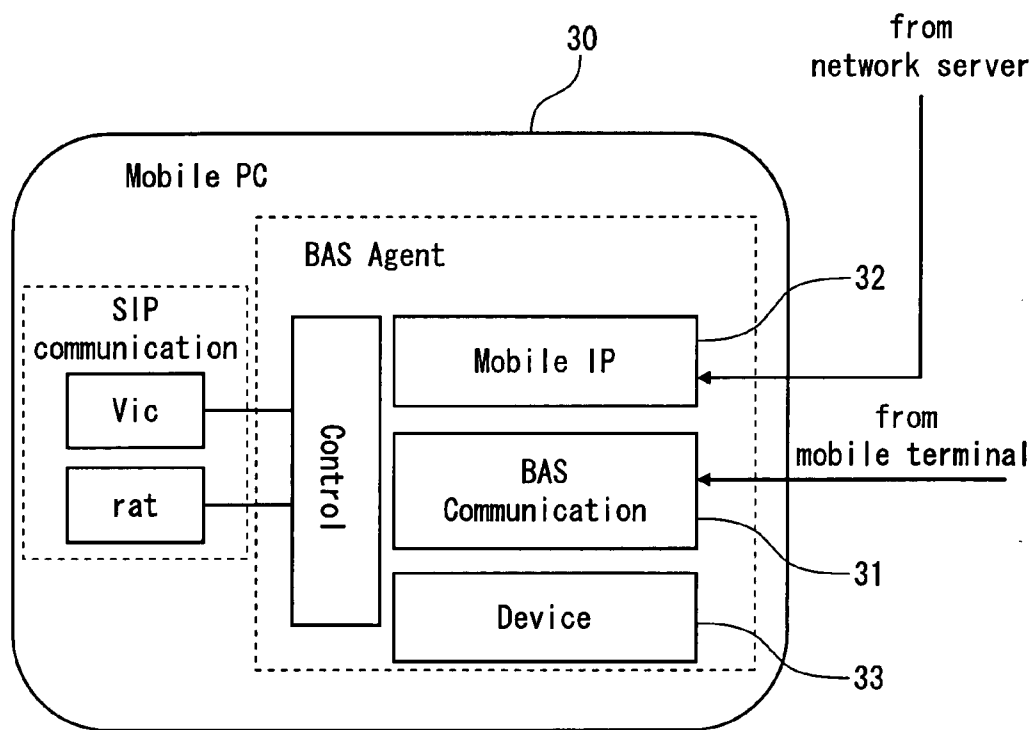 from
network server
30
Mobile PC
BAS Agent
32
SIP
communication
Mobile IP
Vic
Control
from
mobile terminal
BAS
Communication
rat
31
Device
33